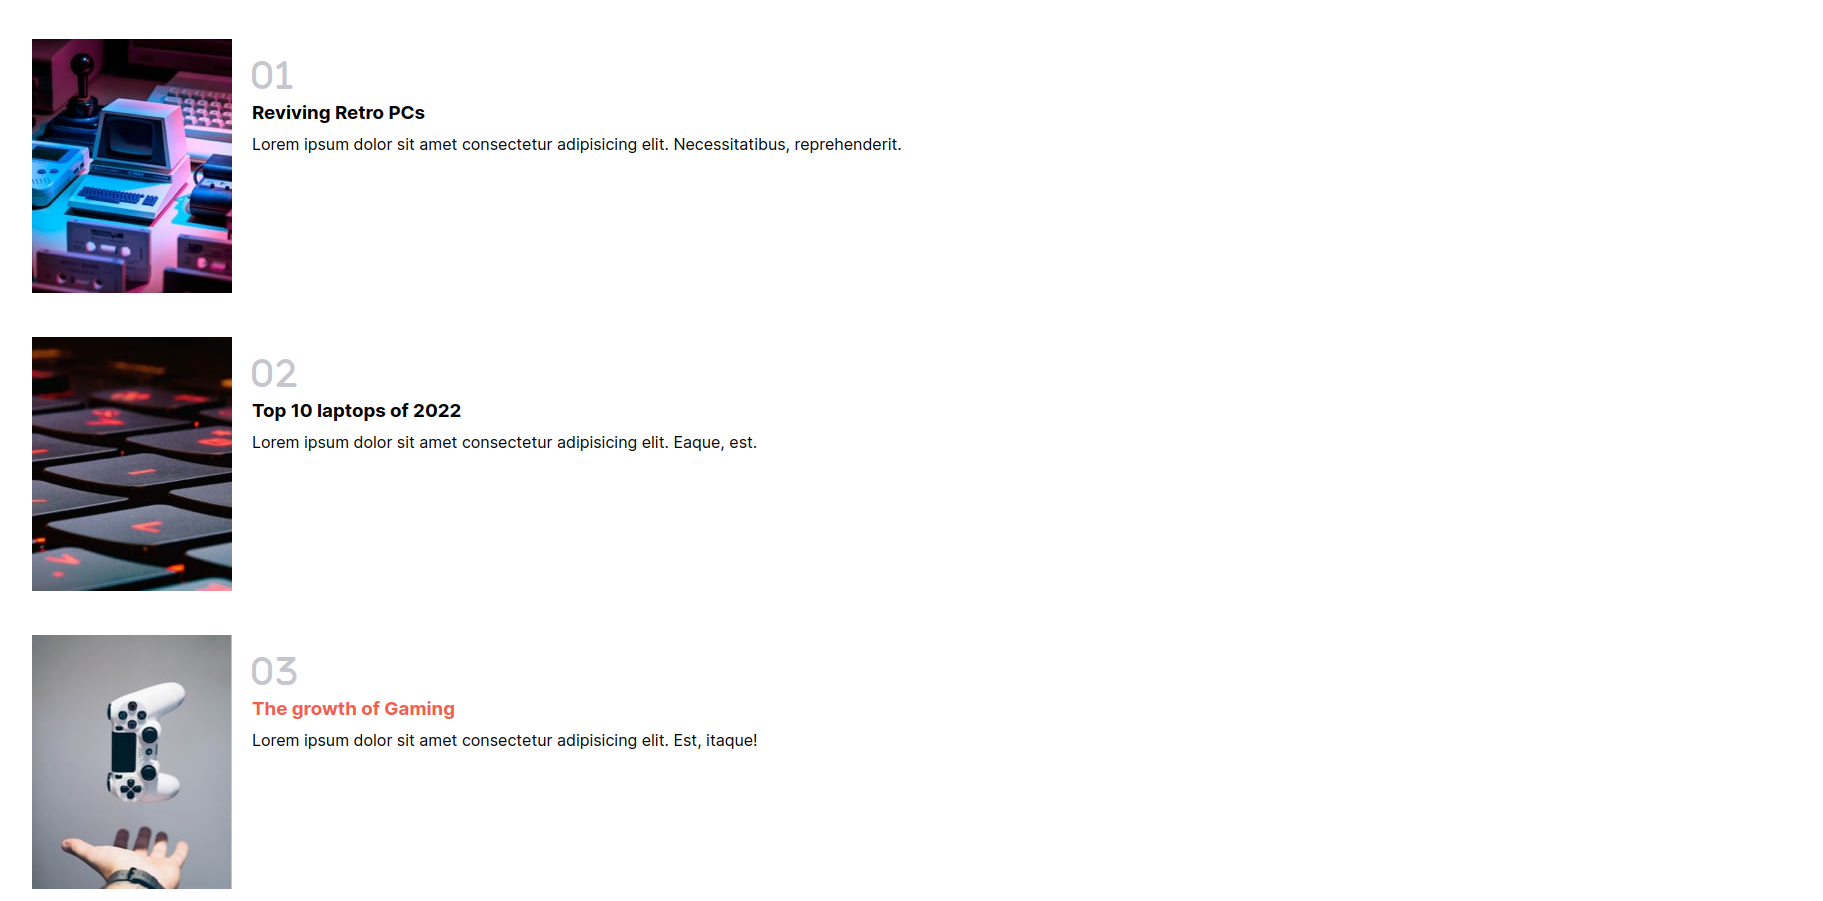 01
Reviving Retro PCs
Lorem ipsum dolor sit amet consectetur adipisicing elit. Necessitatibus, reprehenderit.
02
Top 10 laptops of 2022
Lorem ipsum dolor sit amet consectetur adipisicing elit. Eaque, est.
03
The growth of Gaming
Lorem ipsum dolor sit amet consectetur adipisicing elit. Est, itaque!